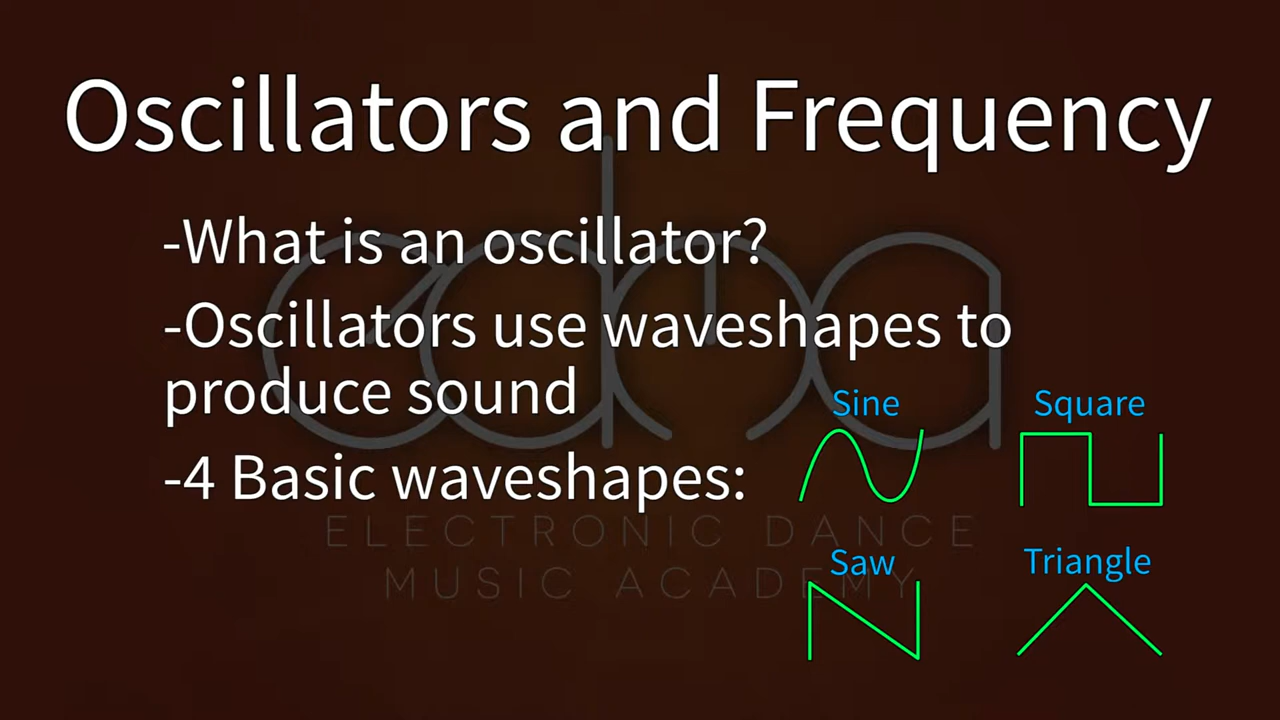 Oscillators and Frequency
-What is an oscillator?
-Oscillators use waveshapes to
produce sound
-4 Basic waveshapes:
Sine
Square
Saw
Triangle
edma
ELECTRONIC DANCE
MUSIC ACADEMY